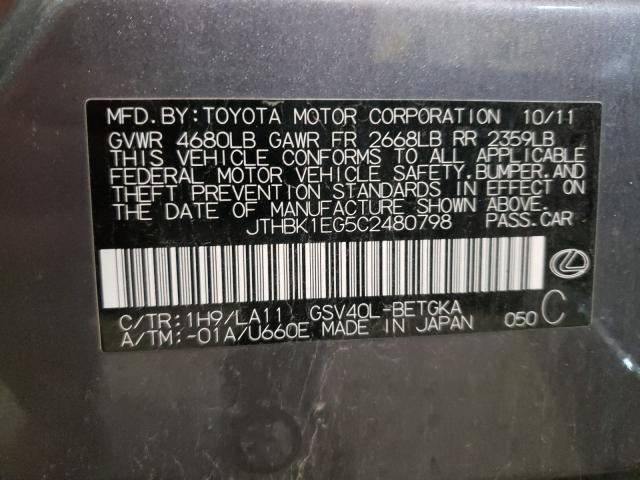 MFD.BY:TOYOTA MOTOR CORPORATION 10/11
GVWR 4680LB GAWR FR 2668LB RR 2359LB
THIS VEHICLE CONFORMS TO ALL APPLICABLE
FEDERAL MOTOR VEHICLE SAFETY,BUMPER,AND
THEFT PREVENTION STANDARDS IN EFFECT ON
THE DATE OF MANUFACTURE SHOWN ABOVE.
JTHBK1EG5C2480798 PASS.CAR
C/TR:1H9/LA11 GSV40L-BETGKA
A/TM:-01A/U660E MADE IN JAPAN 050 C